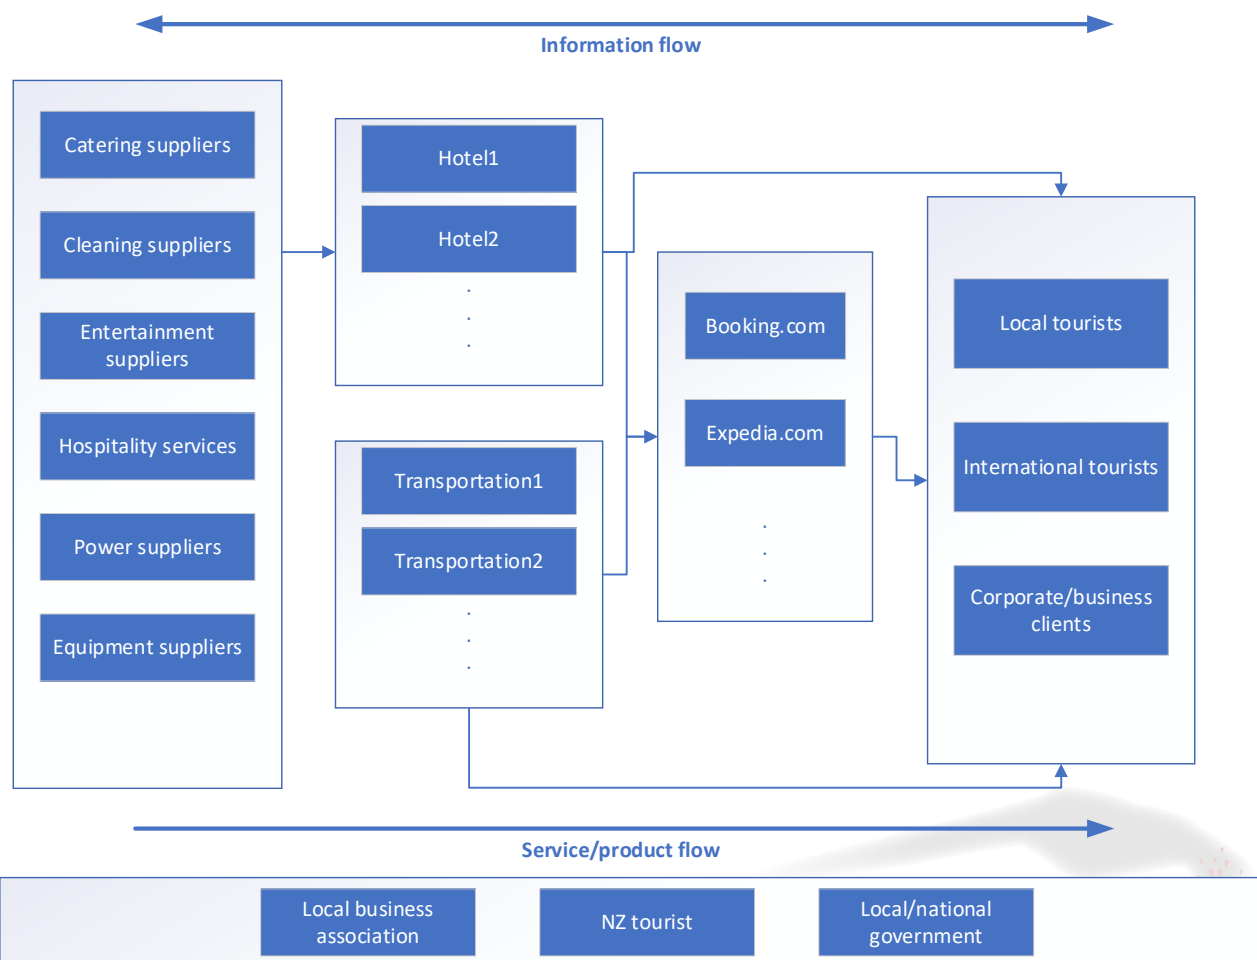 Information flow
Catering suppliers
Cleaning suppliers
Entertainment
suppliers
Hospitality services
Power suppliers
Equipment suppliers
Hotel1
Hotel2
.
.
.
Transportation1
Transportation2
.
.
.
Booking.com
Expedia.com
.
.
.
Local tourists
International tourists
Corporate/business
clients
Service/product flow
Local business
association
NZ tourist
Local/national
government